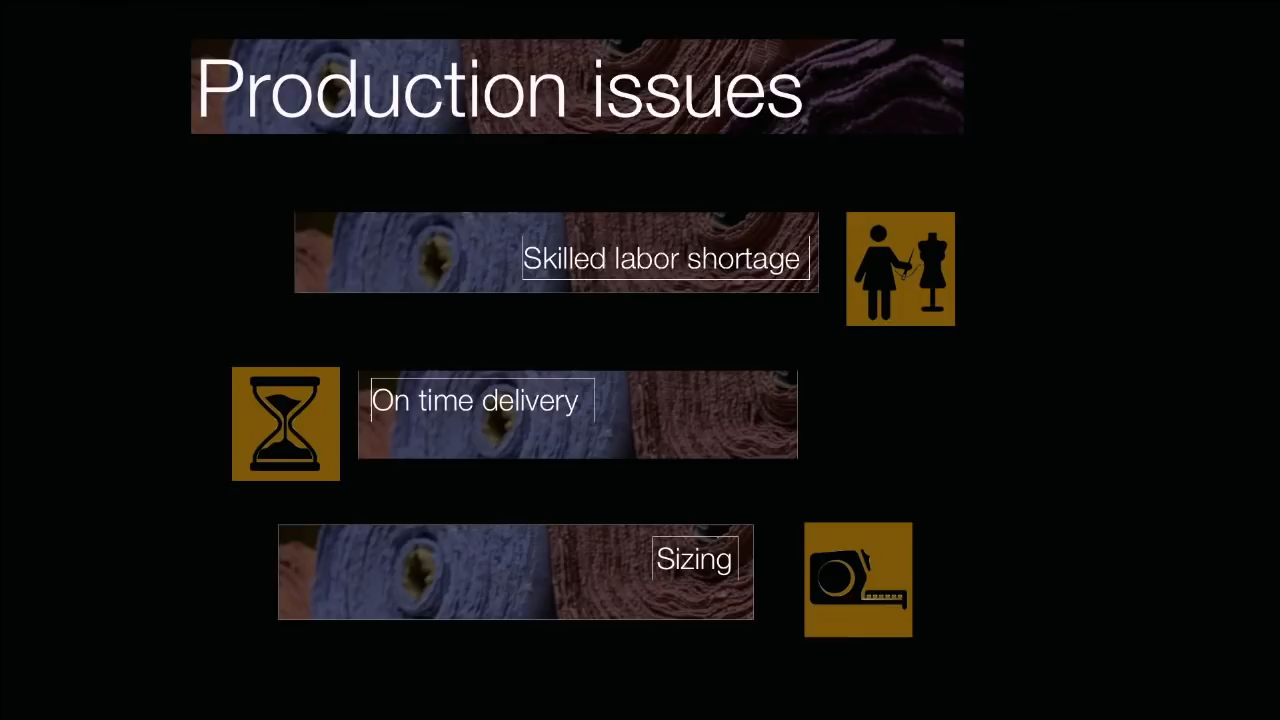 Production issues
Skilled labor shortage
On time delivery
Sizing